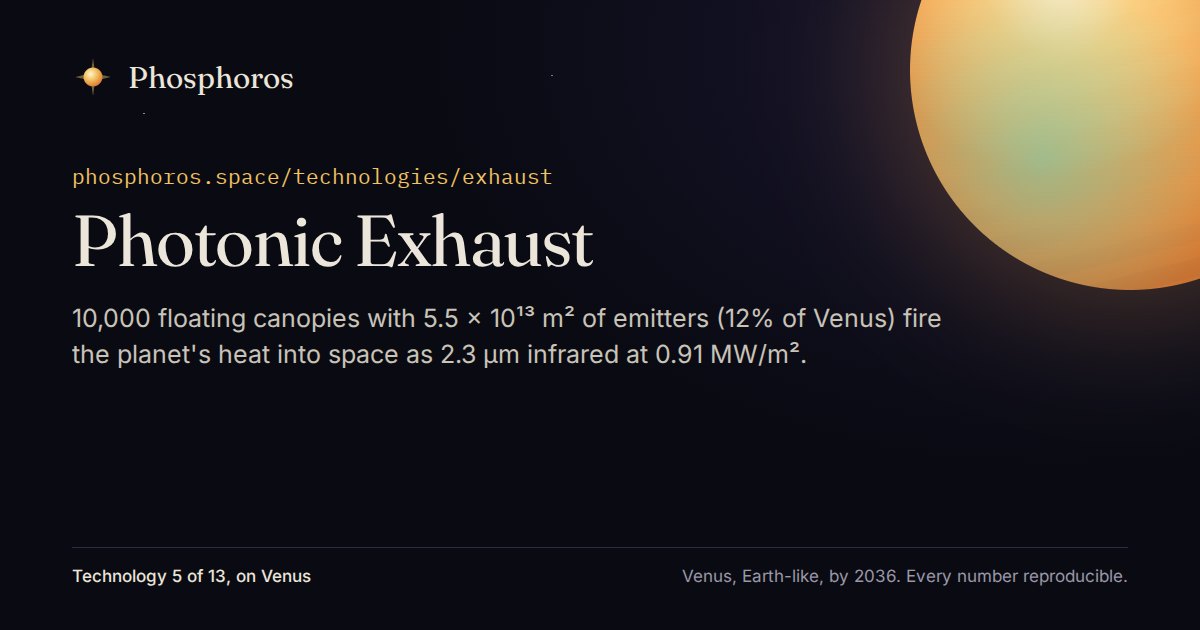 Phosphoros
phosphoros.space/technologies/exhaust
Photonic Exhaust
10,000 floating canopies with 5.5 × 10¹³ m² of emitters (12% of Venus) fire
the planet's heat into space as 2.3 µm infrared at 0.91 MW/m².
Technology 5 of 13, on Venus
Venus, Earth-like, by 2036. Every number reproducible.